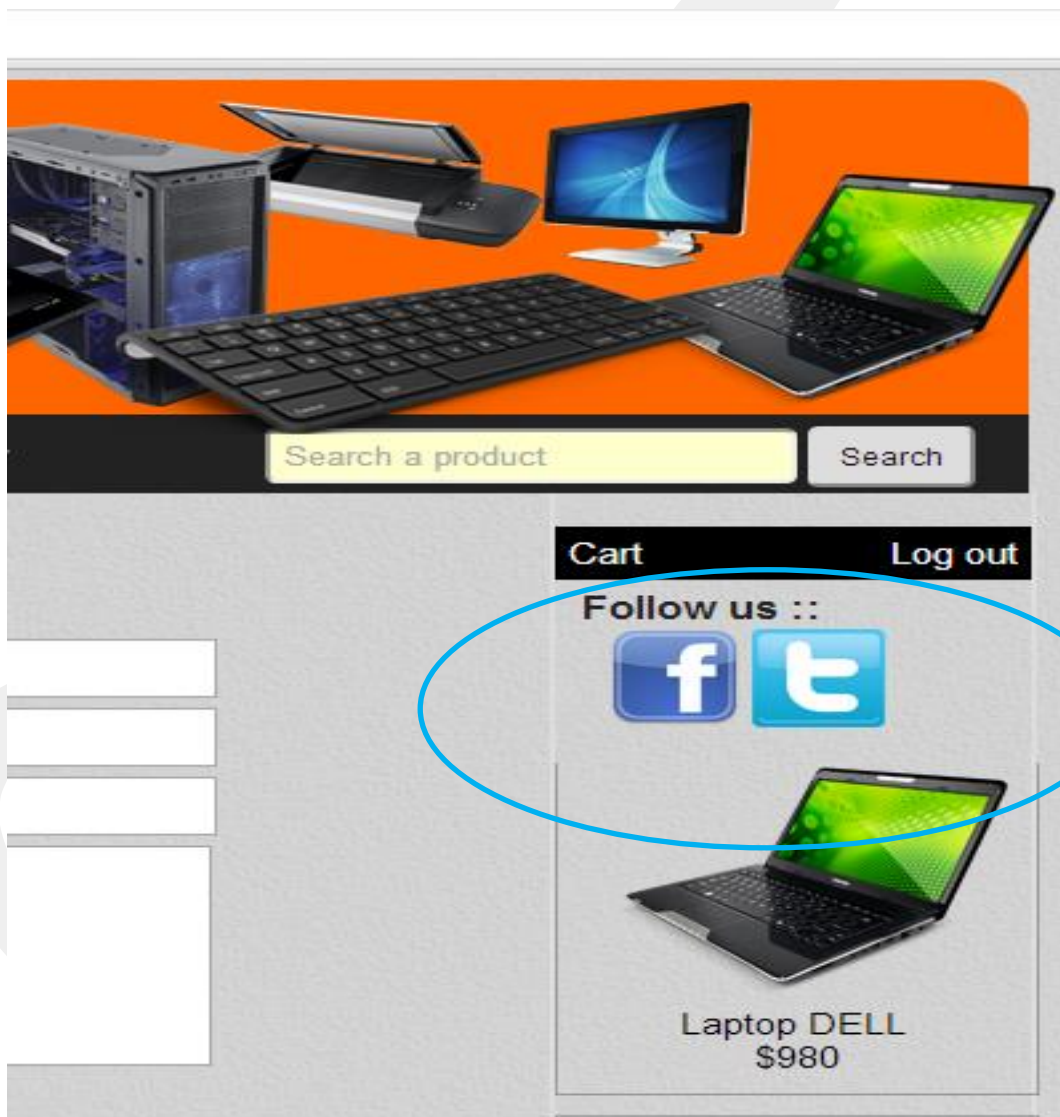 Search a product
Search
Cart
Log out
Follow us ::
f t
Laptop DELL
$980